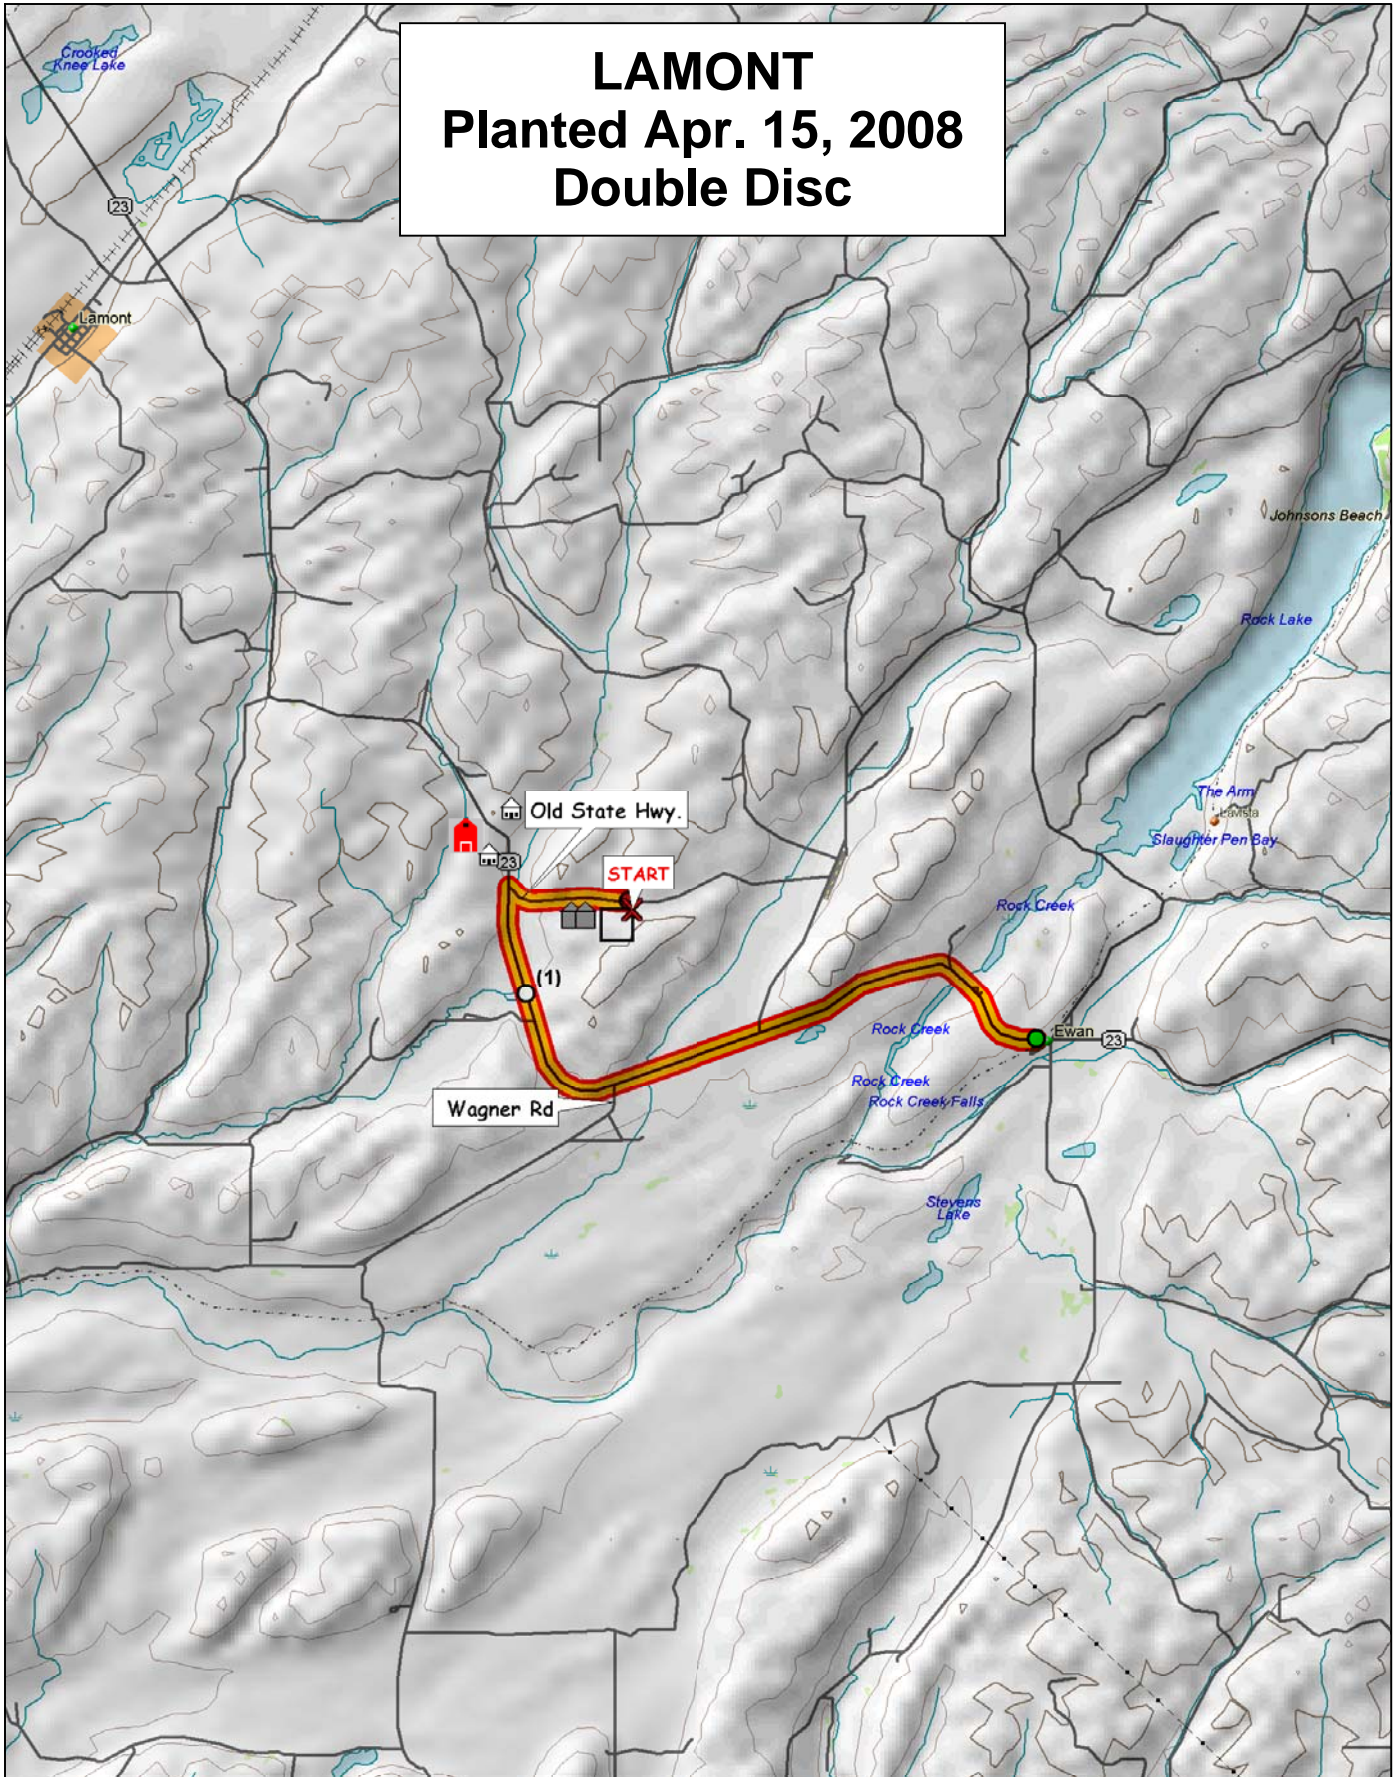 LAMONT
Planted Apr. 15, 2008
Double Disc
Crooked
Knee Lake
23
Lamont
Johnsons Beach
Rock Lake
The Arm
Lavista
Slaughter Pen Bay
Old State Hwy.
23
START
Rock Creek
(1)
Rock Creek
Ewan
23
Rock Creek
Rock Creek Falls
Wagner Rd
Stevens
Lake